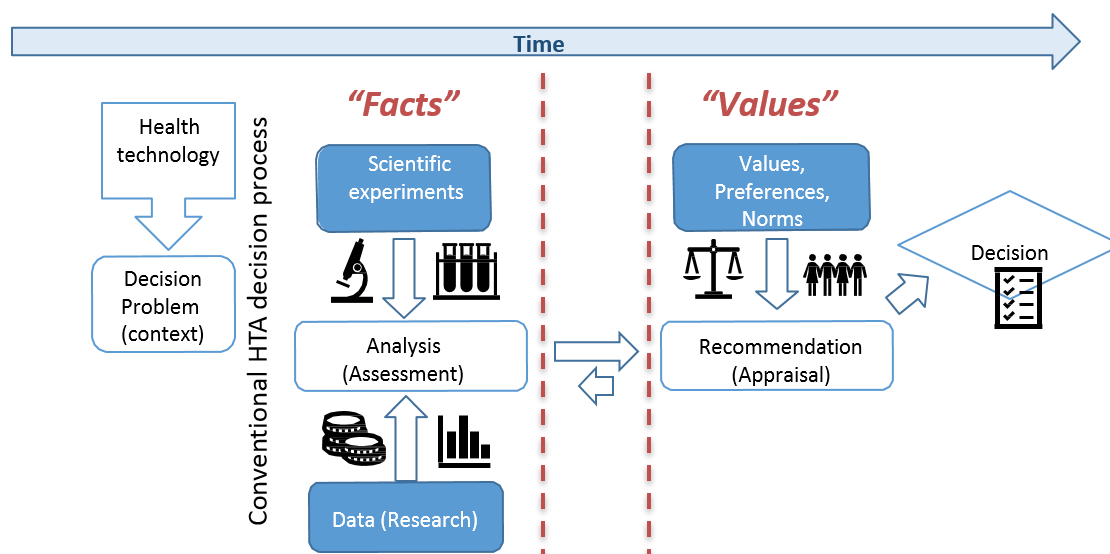 Time
Health
technology
Decision
Problem
(context)
Conventional HTA decision process
“Facts”
Scientific
experiments
Analysis
(Assessment)
Data (Research)
“Values”
Values,
Preferences,
Norms
Recommendation
(Appraisal)
Decision